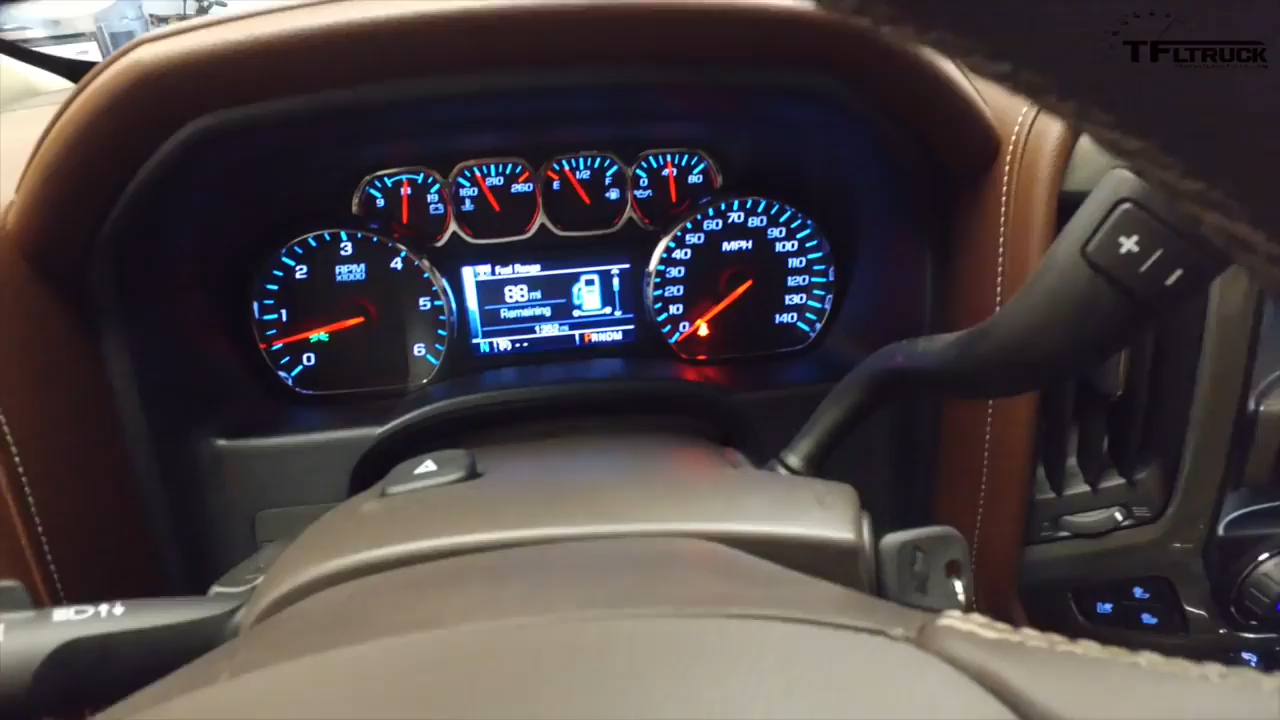 TFLTRUCK
9 19
160 210 260
E 1/2 F
0 40 80
0 1 2 3 4 5 6
RPM
X1000
Fuel Range
88 mi
Remaining
1352 mi
N
PRNDM
0 10 20 30 40 50 60 70 80 90 100 110 120 130 140
MPH
+ / -